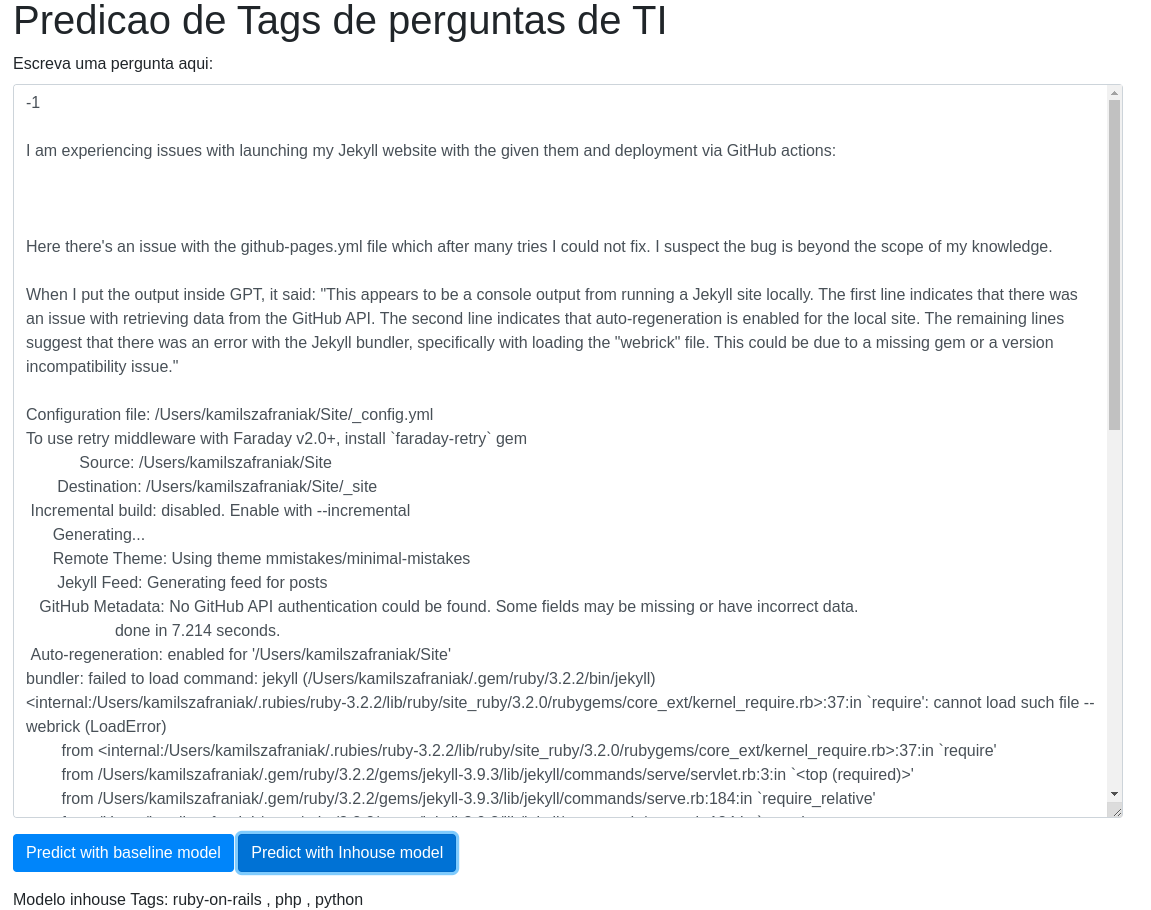 Predicao de Tags de perguntas de TI
Escreva uma pergunta aqui:
-1
I am experiencing issues with launching my Jekyll website with the given them and deployment via GitHub actions:
Here there's an issue with the github-pages.yml file which after many tries I could not fix. I suspect the bug is beyond the scope of my knowledge.
When I put the output inside GPT, it said: "This appears to be a console output from running a Jekyll site locally. The first line indicates that there was
an issue with retrieving data from the GitHub API. The second line indicates that auto-regeneration is enabled for the local site. The remaining lines
suggest that there was an error with the Jekyll bundler, specifically with loading the "webrick" file. This could be due to a missing gem or a version
incompatibility issue."
Configuration file: /Users/kamilszafraniak/Site/_config.yml
To use retry middleware with Faraday v2.0+, install `faraday-retry` gem
Source: /Users/kamilszafraniak/Site
Destination: /Users/kamilszafraniak/Site/_site
Incremental build: disabled. Enable with --incremental
Generating...
Remote Theme: Using theme mmistakes/minimal-mistakes
Jekyll Feed: Generating feed for posts
GitHub Metadata: No GitHub API authentication could be found. Some fields may be missing or have incorrect data.
done in 7.214 seconds.
Auto-regeneration: enabled for '/Users/kamilszafraniak/Site'
bundler: failed to load command: jekyll (/Users/kamilszafraniak/.gem/ruby/3.2.2/bin/jekyll)
<internal:/Users/kamilszafraniak/.rubies/ruby-3.2.2/lib/ruby/site_ruby/3.2.0/rubygems/core_ext/kernel_require.rb>:37:in `require': cannot load such file --
webrick (LoadError)
from <internal:/Users/kamilszafraniak/.rubies/ruby-3.2.2/lib/ruby/site_ruby/3.2.0/rubygems/core_ext/kernel_require.rb>:37:in `require'
from /Users/kamilszafraniak/.gem/ruby/3.2.2/gems/jekyll-3.9.3/lib/jekyll/commands/serve/servlet.rb:3:in `<top (required)>'
from /Users/kamilszafraniak/.gem/ruby/3.2.2/gems/jekyll-3.9.3/lib/jekyll/commands/serve.rb:184:in `require_relative'
Predict with baseline model
Predict with Inhouse model
Modelo inhouse Tags: ruby-on-rails , php , python